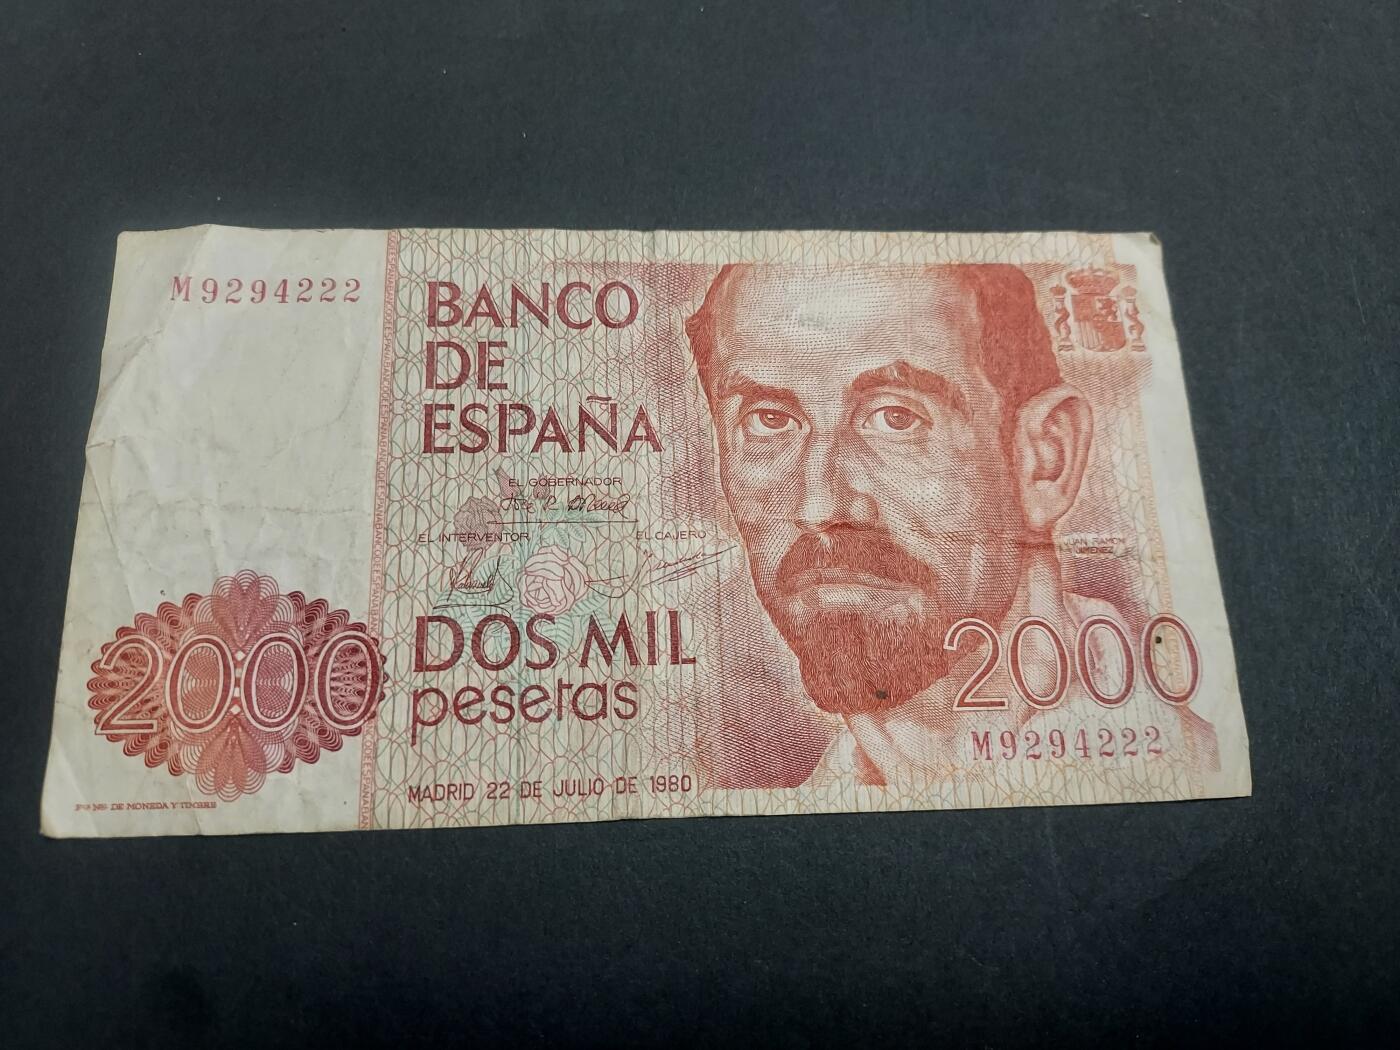 M9294222
BANCO
DE
ESPAÑA
EL GOBERNADOR
EL INTERVENTOR
EL CAJERO
JUAN RAMON
JIMENEZ
2000
DOS MIL
pesetas
2000
M9294222
MADRID 22 DE JULIO DE 1980
DE MONEDA Y TIMBRE